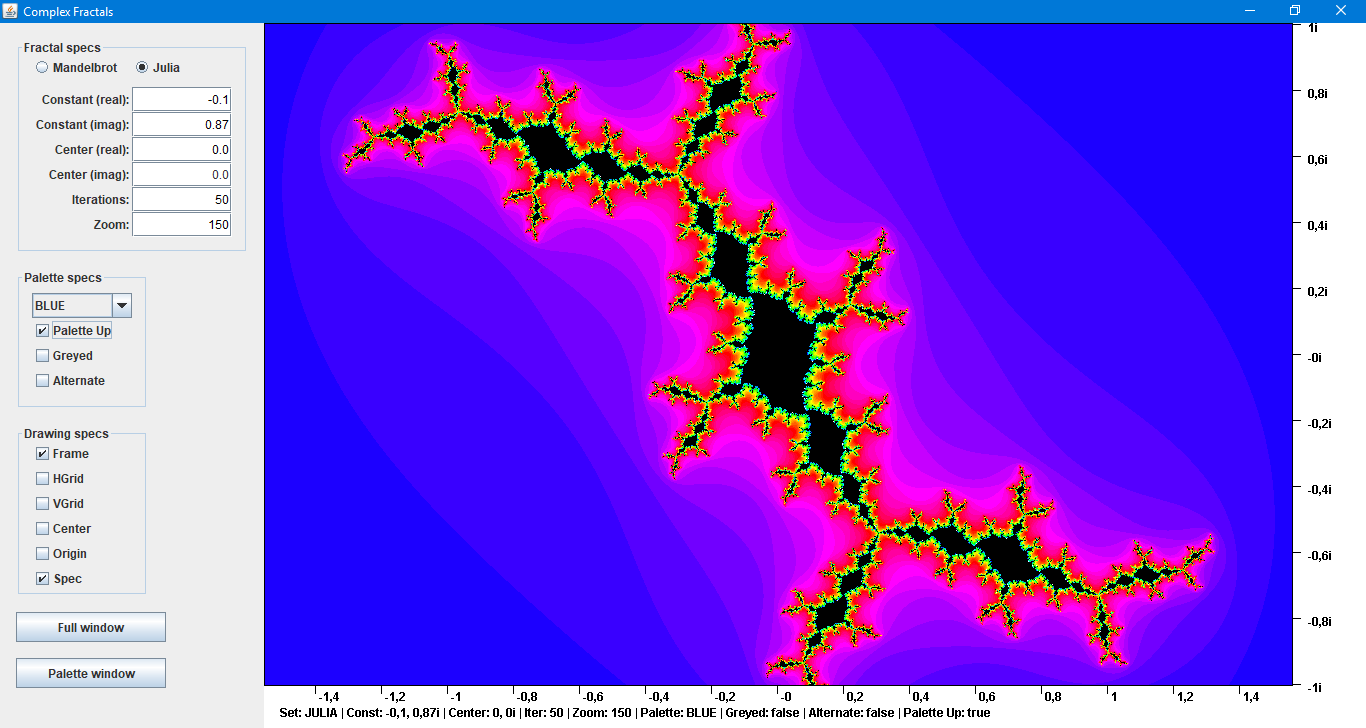 Complex Fractals
Fractal specs
Mandelbrot Julia
Constant (real): -0.1
Constant (imag): 0.87
Center (real): 0.0
Center (imag): 0.0
Iterations: 50
Zoom: 150
Palette specs
BLUE
Palette Up
Greyed
Alternate
Drawing specs
Frame
HGrid
VGrid
Center
Origin
Spec
Full window
Palette window
1i
0,8i
0,6i
0,4i
0,2i
-0i
-0,2i
-0,4i
-0,6i
-0,8i
-1i
-1,4 -1,2 -1 -0,8 -0,6 -0,4 -0,2 -0 0,2 0,4 0,6 0,8 1 1,2 1,4
Set: JULIA | Const: -0,1, 0,87i | Center: 0, 0i | Iter: 50 | Zoom: 150 | Palette: BLUE | Greyed: false | Alternate: false | Palette Up: true